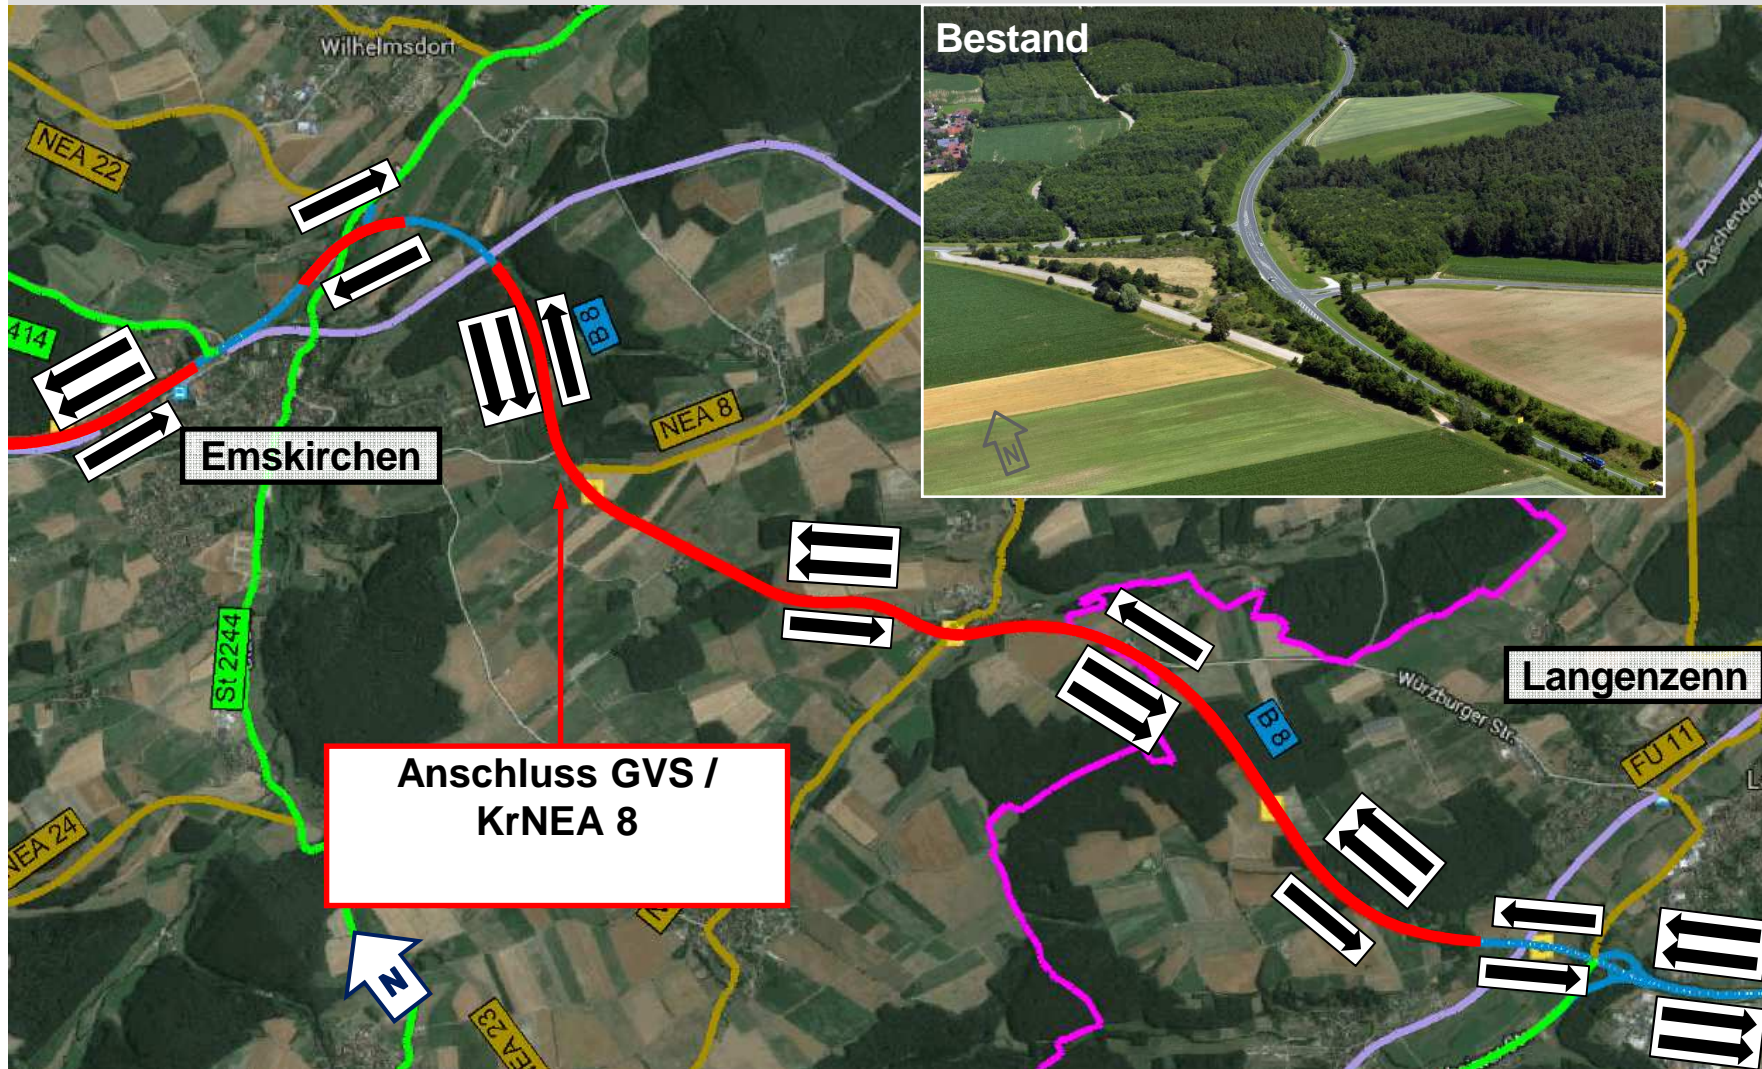 Bestand
Wilhelmsdorf
NEA 22
414
B 8
NEA 8
Emskirchen
N
St 2244
Würzburger Str.
Langenzenn
B 8
FÜ 11
L
Anschluss GVS /
KrNEA 8
NEA 24
N
NEA 23